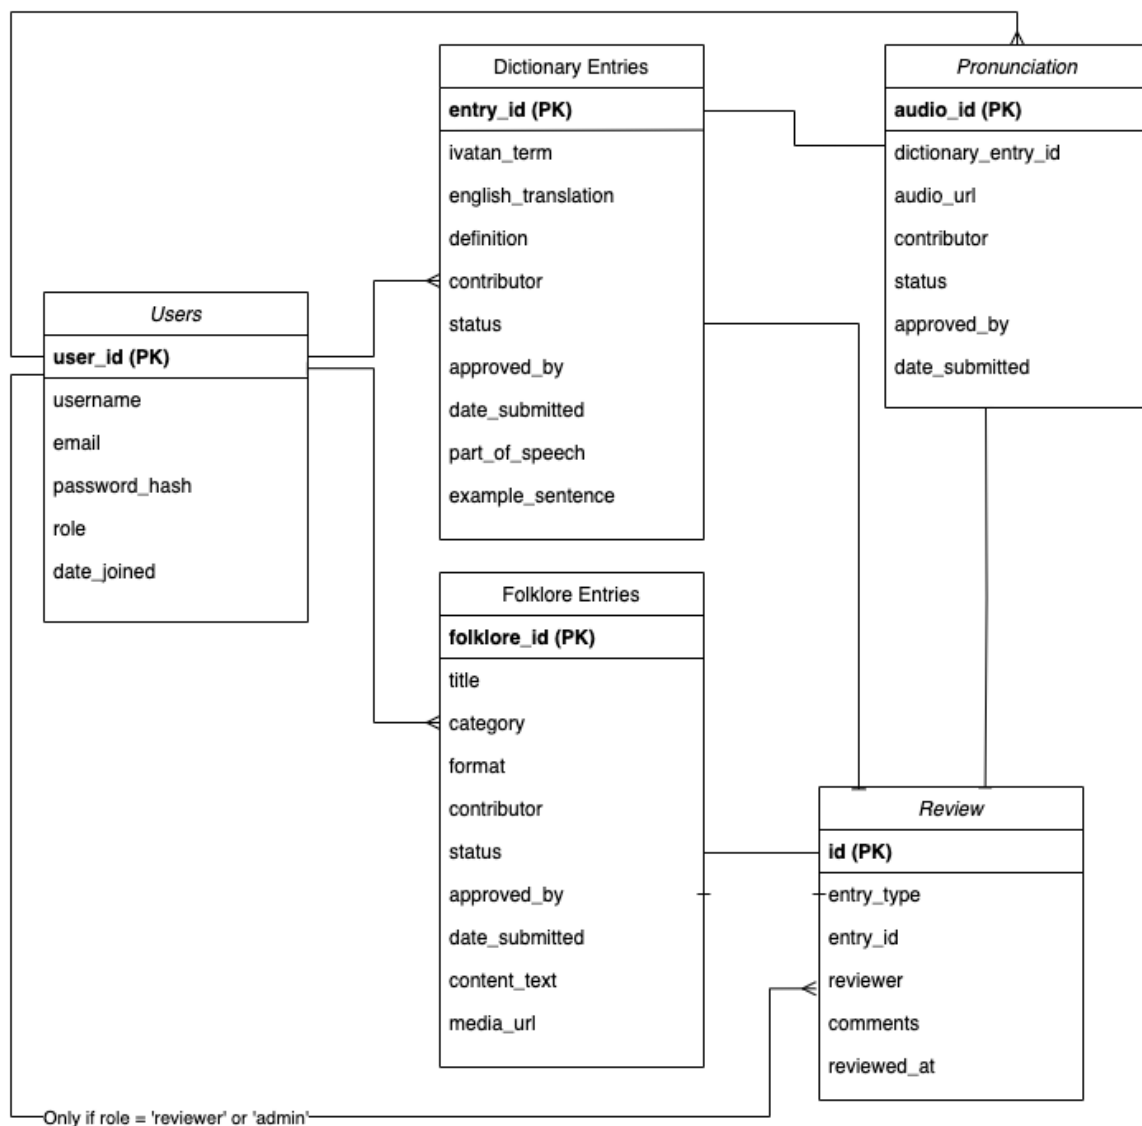 Dictionary Entries
entry_id (PK)
ivatan_term
english_translation
definition
contributor
status
approved_by
date_submitted
part_of_speech
example_sentence
Pronunciation
audio_id (PK)
dictionary_entry_id
audio_url
contributor
status
approved_by
date_submitted
Users
user_id (PK)
username
email
password_hash
role
date_joined
Folklore Entries
folklore_id (PK)
title
category
format
contributor
status
approved_by
date_submitted
content_text
media_url
Review
id (PK)
entry_type
entry_id
reviewer
comments
reviewed_at
Only if role = 'reviewer' or 'admin'